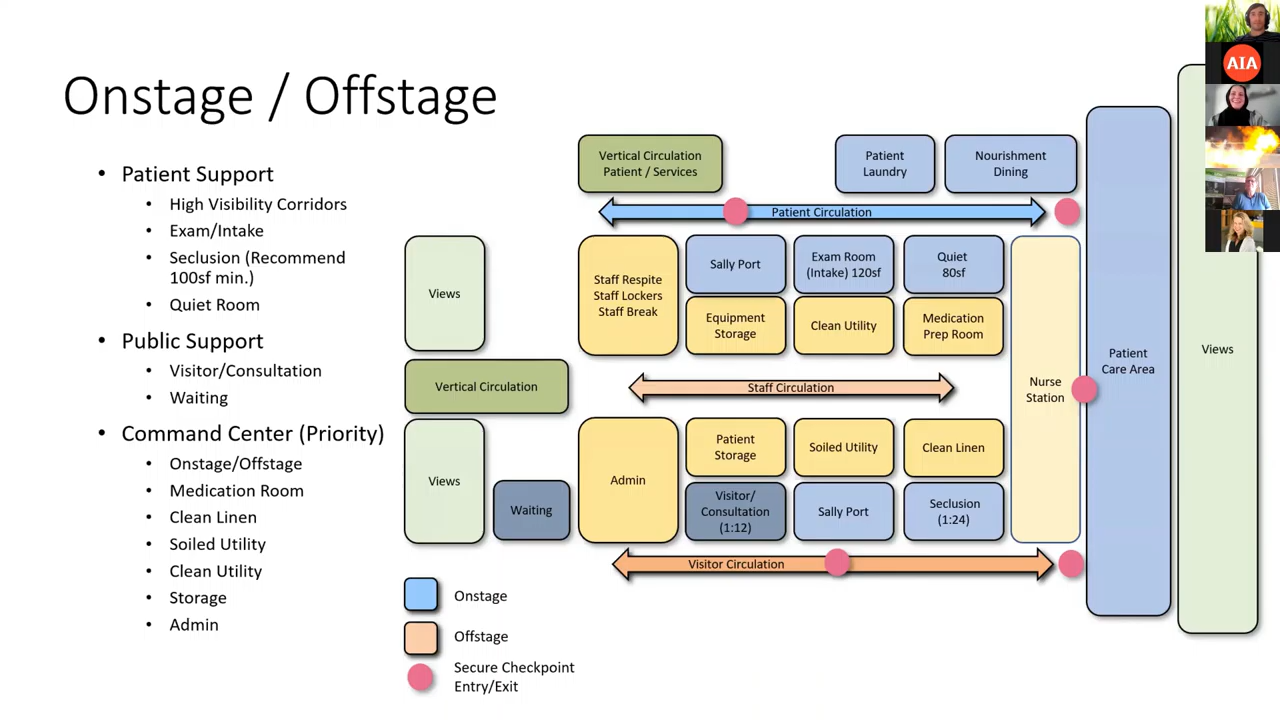 Onstage / Offstage
• Patient Support
• High Visibility Corridors
• Exam/Intake
• Seclusion (Recommend
100sf min.)
• Quiet Room
• Public Support
• Visitor/Consultation
• Waiting
• Command Center (Priority)
• Onstage/Offstage
• Medication Room
• Clean Linen
• Soiled Utility
• Clean Utility
• Storage
• Admin
Vertical Circulation
Patient / Services
Patient
Laundry
Nourishment
Dining
Patient Circulation
Views
Staff Respite
Staff Lockers
Staff Break
Sally Port
Exam Room
(Intake) 120sf
Quiet
80sf
Equipment
Storage
Clean Utility
Medication
Prep Room
Vertical Circulation
Staff Circulation
Nurse
Station
Patient
Care Area
Views
Views
Waiting
Admin
Patient
Storage
Soiled Utility
Clean Linen
Visitor/
Consultation
(1:12)
Sally Port
Seclusion
(1:24)
Visitor Circulation
Onstage
Offstage
Secure Checkpoint
Entry/Exit
AIA